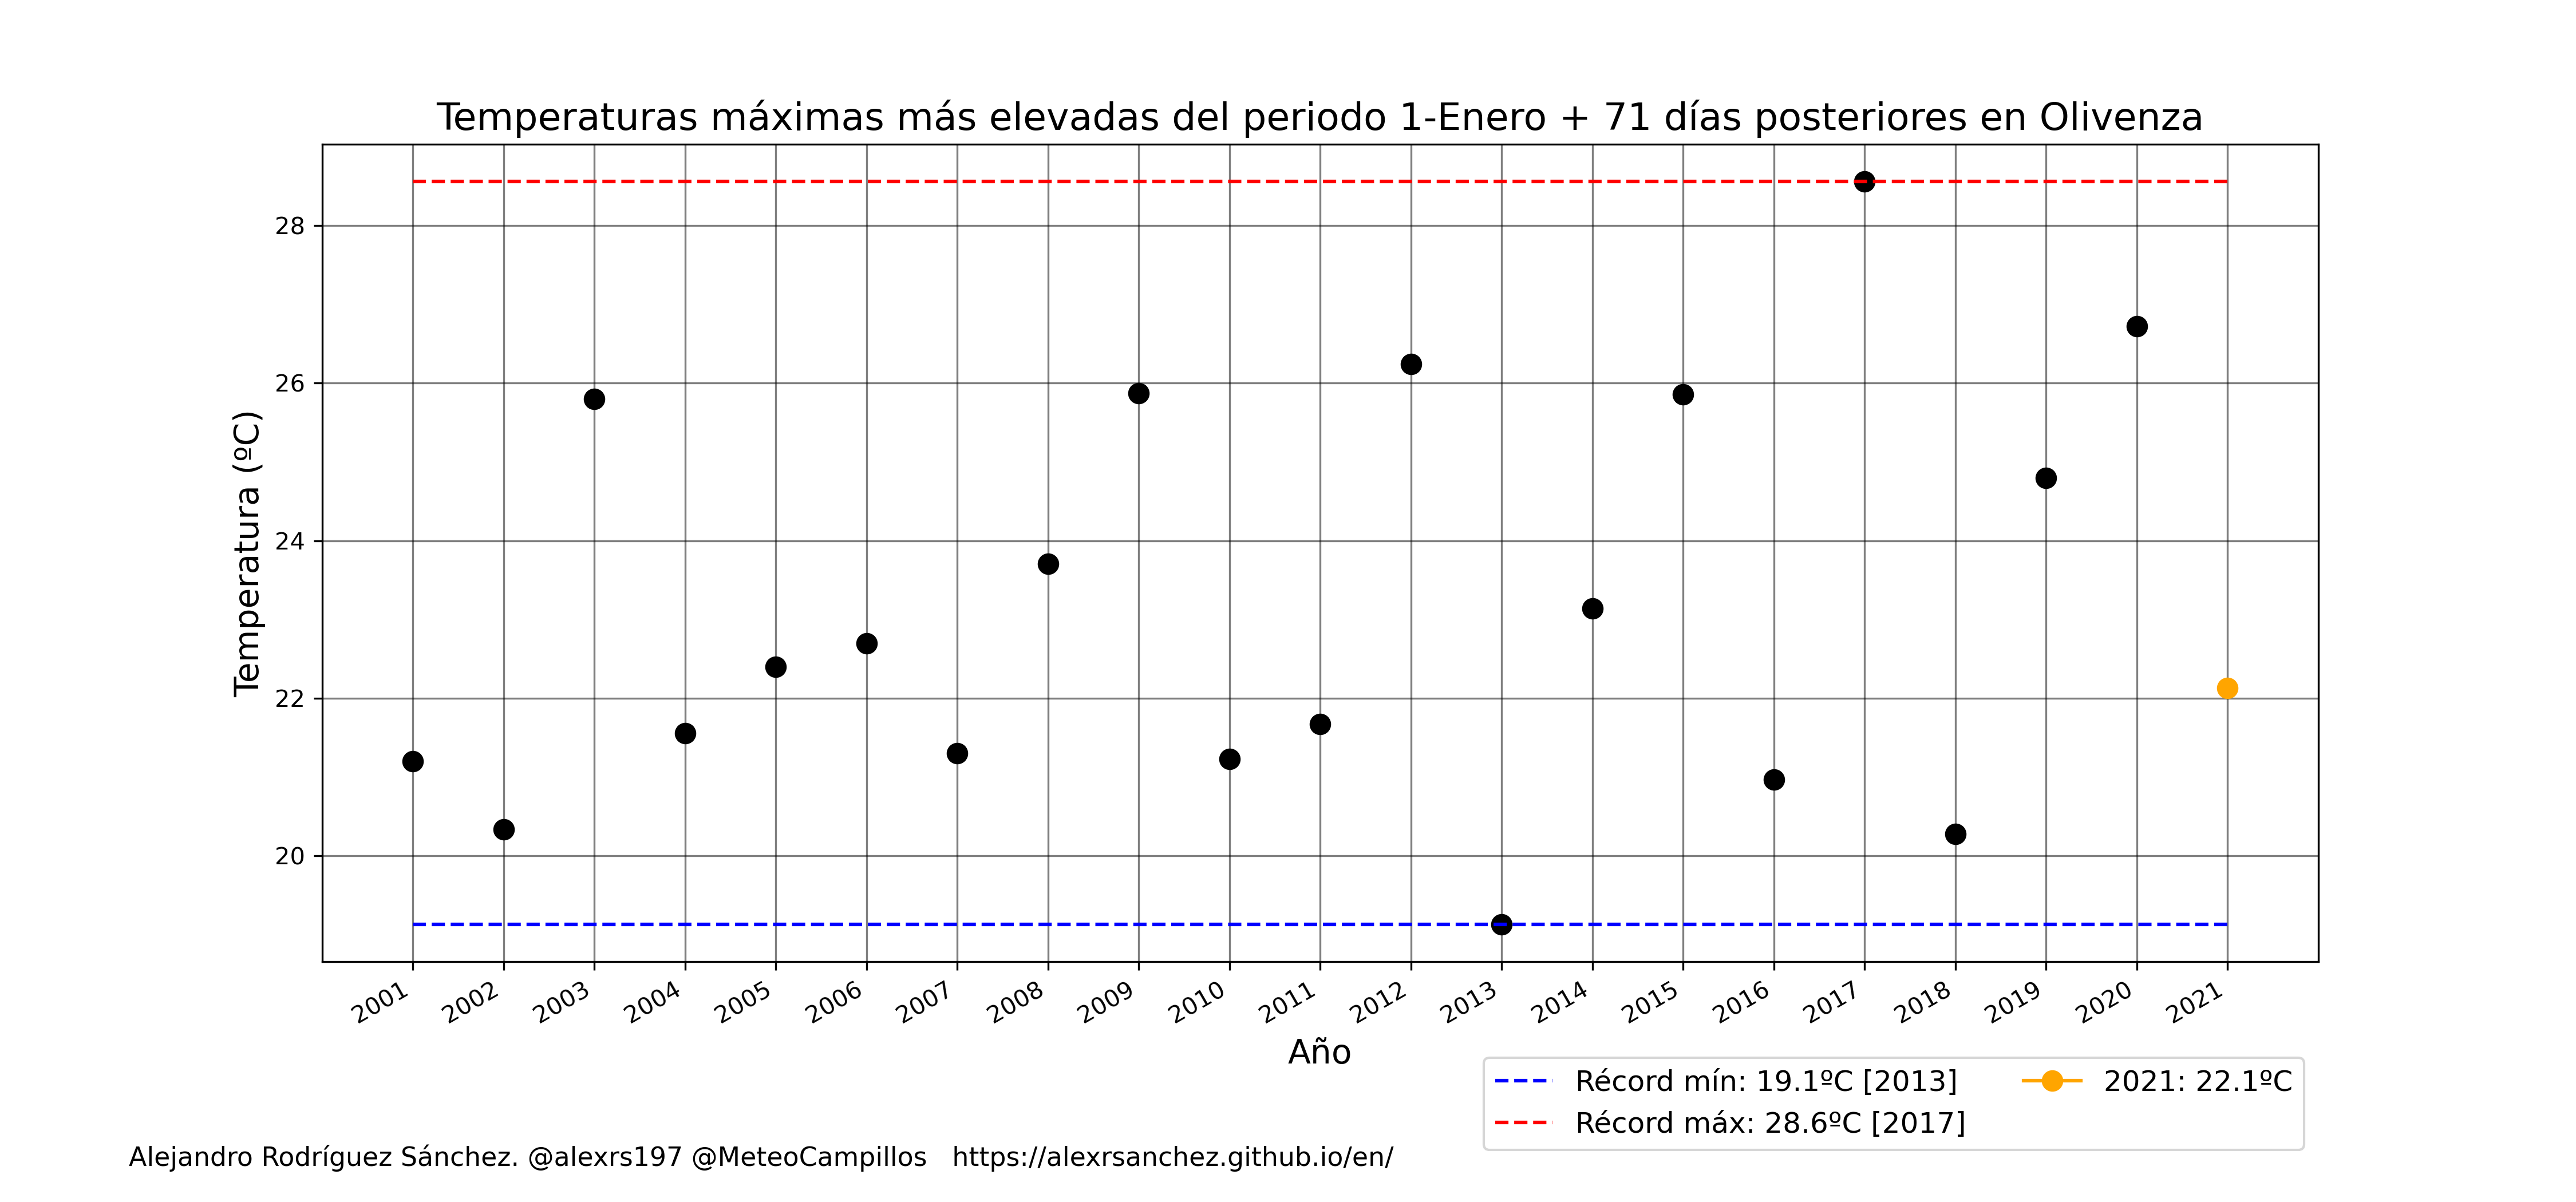 Temperaturas máximas más elevadas del periodo 1-Enero + 71 días posteriores en Olivenza
Temperatura (ºC)
28
26
24
22
20
2001 2002 2003 2004 2005 2006 2007 2008 2009 2010 2011 2012 2013 2014 2015 2016 2017 2018 2019 2020 2021
Año
Récord mín: 19.1ºC [2013]
Récord máx: 28.6ºC [2017]
2021: 22.1ºC
Alejandro Rodríguez Sánchez. @alexrs197 @MeteoCampillos https://alexrsanchez.github.io/en/